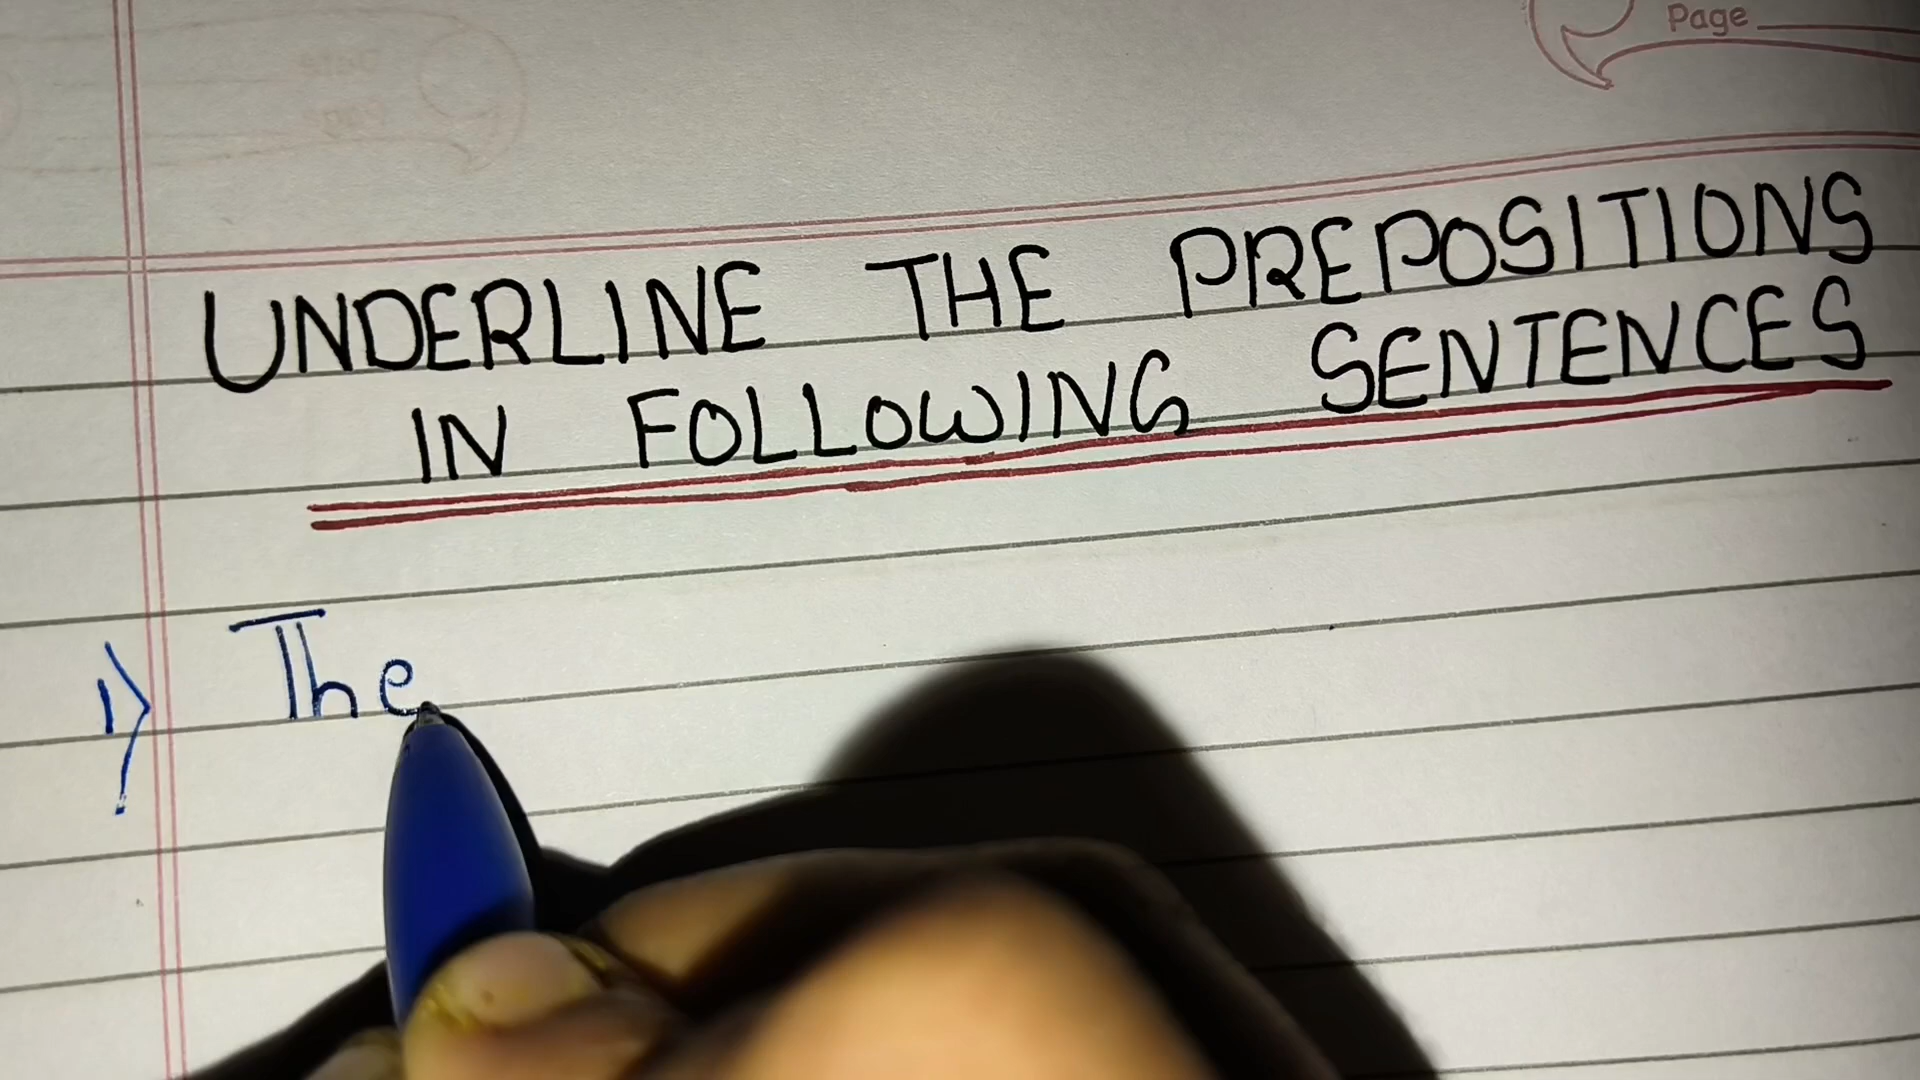 Page
UNDERLINE THE PREPOSITIONS
IN FOLLOWING SENTENCES
1) The